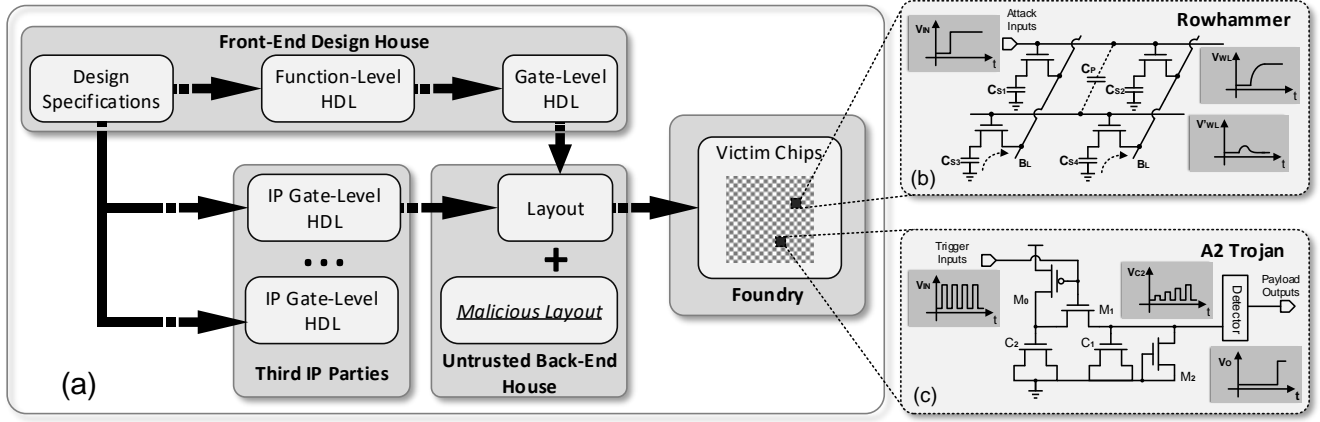 Front-End Design House
Design
Specifications
Function-Level
HDL
Gate-Level
HDL
IP Gate-Level
HDL
...
IP Gate-Level
HDL
Third IP Parties
Layout
+
Malicious Layout
Untrusted Back-End
House
Victim Chips
Foundry
(a)
Rowhammer
Attack
Inputs
VIN
t
CP
CS1
CS2
VWL
t
V'WL
t
CS3
BL
CS4
BL
(b)
A2 Trojan
Trigger
Inputs
VIN
t
M0
M1
VC2
t
Detector
Payload
Outputs
C2
C1
M2
VO
t
(c)